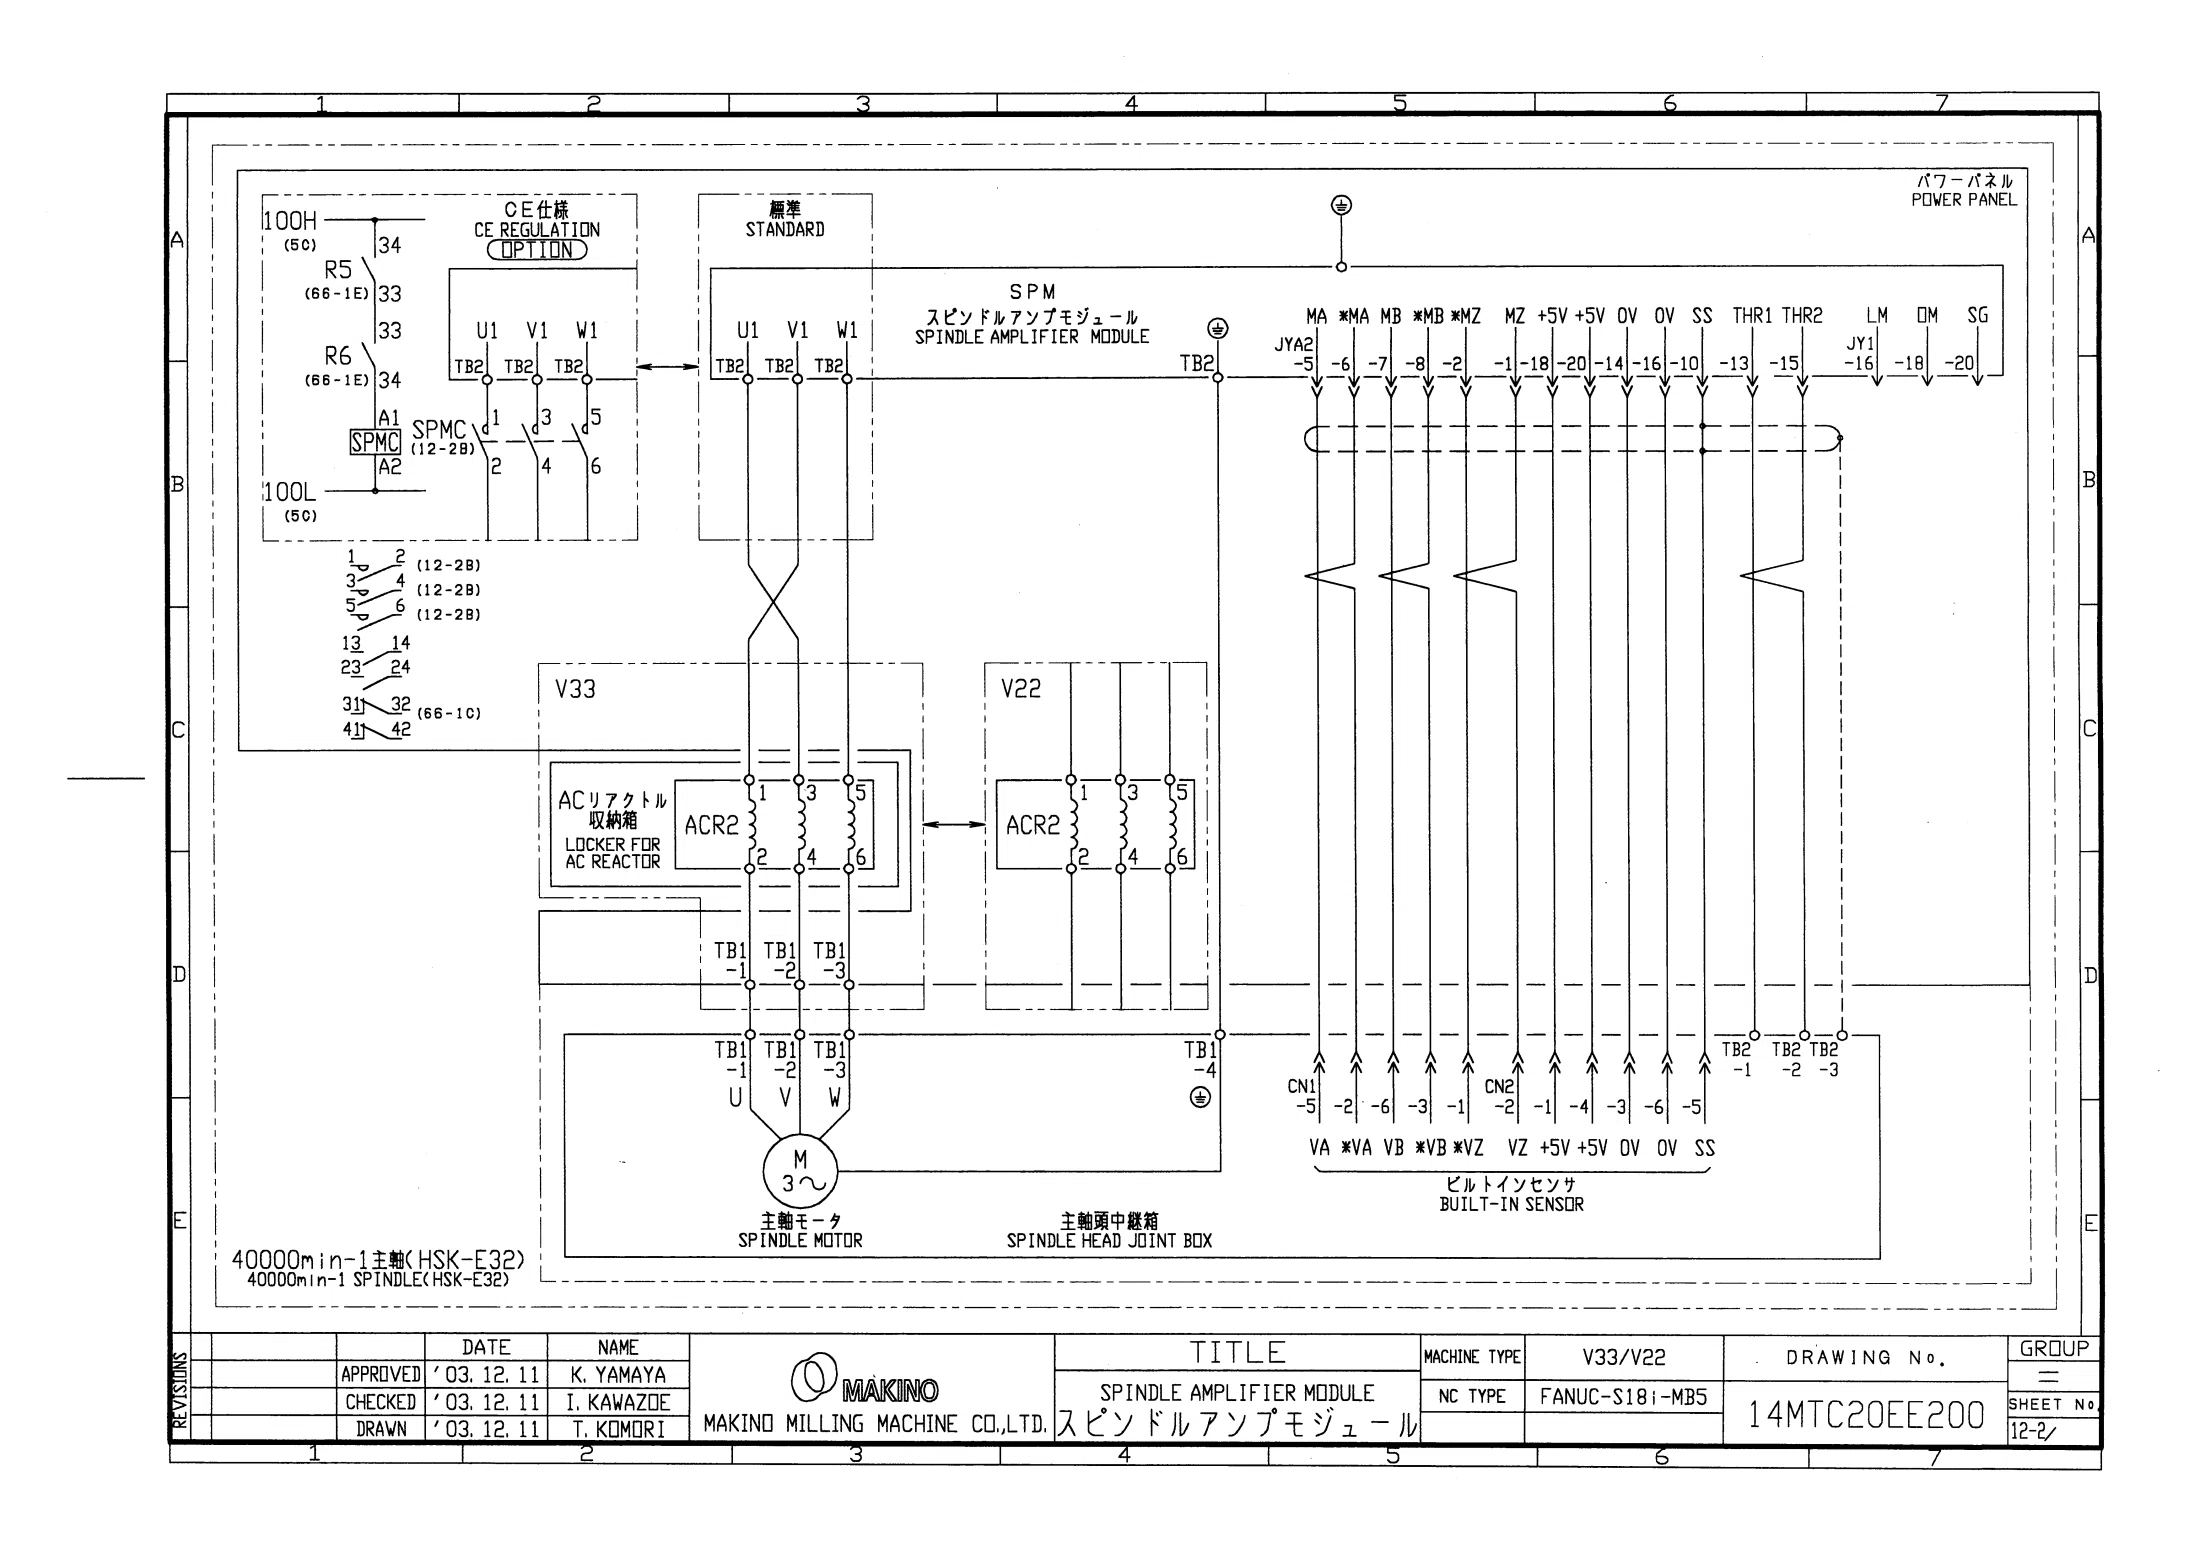 1 2 3 4 5 6 7
A A
B B
C C
D D
E E
パワーパネル
POWER PANEL
100H
(5C)
34
R5
(66-1E) 33
33
R6
(66-1E) 34
A1
SPMC
A2
100L
(5C)
CE仕様
CE REGULATION
OPTION
U1 V1 W1
TB2 TB2 TB2
SPMC
(12-2B)
1 3 5
2 4 6
標準
STANDARD
U1 V1 W1
TB2 TB2 TB2
SPM
スピンドルアンプモジュール
SPINDLE AMPLIFIER MODULE
TB2
MA *MA MB *MB *MZ MZ +5V +5V 0V 0V SS THR1 THR2 LM OM SG
JYA2
-5 -6 -7 -8 -2 -1 -18 -20 -14 -16 -10 -13 -15
JY1
-16 -18 -20
1 2 (12-2B)
3 4 (12-2B)
5 6 (12-2B)
13 14
23 24
31 32 (66-1C)
41 42
V33
ACリアクトル
収納箱
LOCKER FOR
AC REACTOR
ACR2
1 3 5
2 4 6
V22
ACR2
1 3 5
2 4 6
TB1 TB1 TB1
-1 -2 -3
TB1 TB1 TB1
-1 -2 -3
U V W
M
3
主軸モータ
SPINDLE MOTOR
TB1
-4
主軸頭中継箱
SPINDLE HEAD JOINT BOX
CN1
-5 -2 -6 -3 -1
CN2
-2 -1 -4 -3 -6 -5
TB2 TB2 TB2
-1 -2 -3
VA *VA VB *VB *VZ VZ +5V +5V 0V 0V SS
ビルトインセンサ
BUILT-IN SENSOR
40000min-1主軸(HSK-E32)
40000min-1 SPINDLE(HSK-E32)
REVISIONS
DATE NAME
APPROVED '03. 12. 11 K. YAMAYA
CHECKED '03. 12. 11 I. KAWAZOE
DRAWN '03. 12. 11 T. KOMORI
MAKINO
MAKINO MILLING MACHINE CO.,LTD.
TITLE
SPINDLE AMPLIFIER MODULE
スピンドルアンプモジュール
MACHINE TYPE V33/V22
NC TYPE FANUC-S18i-MB5
DRAWING No.
14MTC20EE200
GROUP
=
SHEET No.
12-2/
1 2 3 4 5 6 7